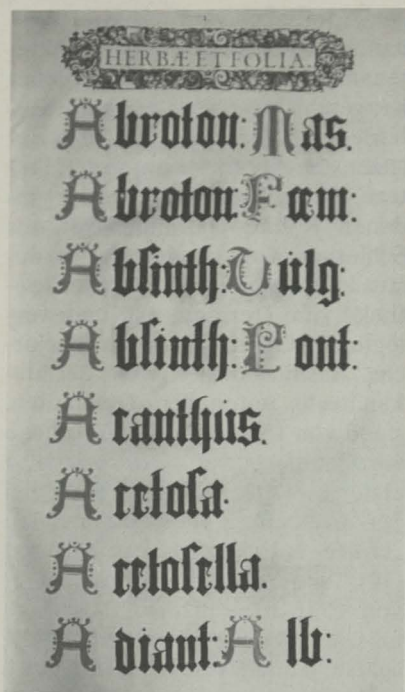 HERBÆ ET FOLIA.
Abroton: Mas.
Abroton: Fœm:
Absinth: Vulg:
Absinth: Pont:
Acanthus.
Acetosa.
Acetosella.
Adiant: Alb: